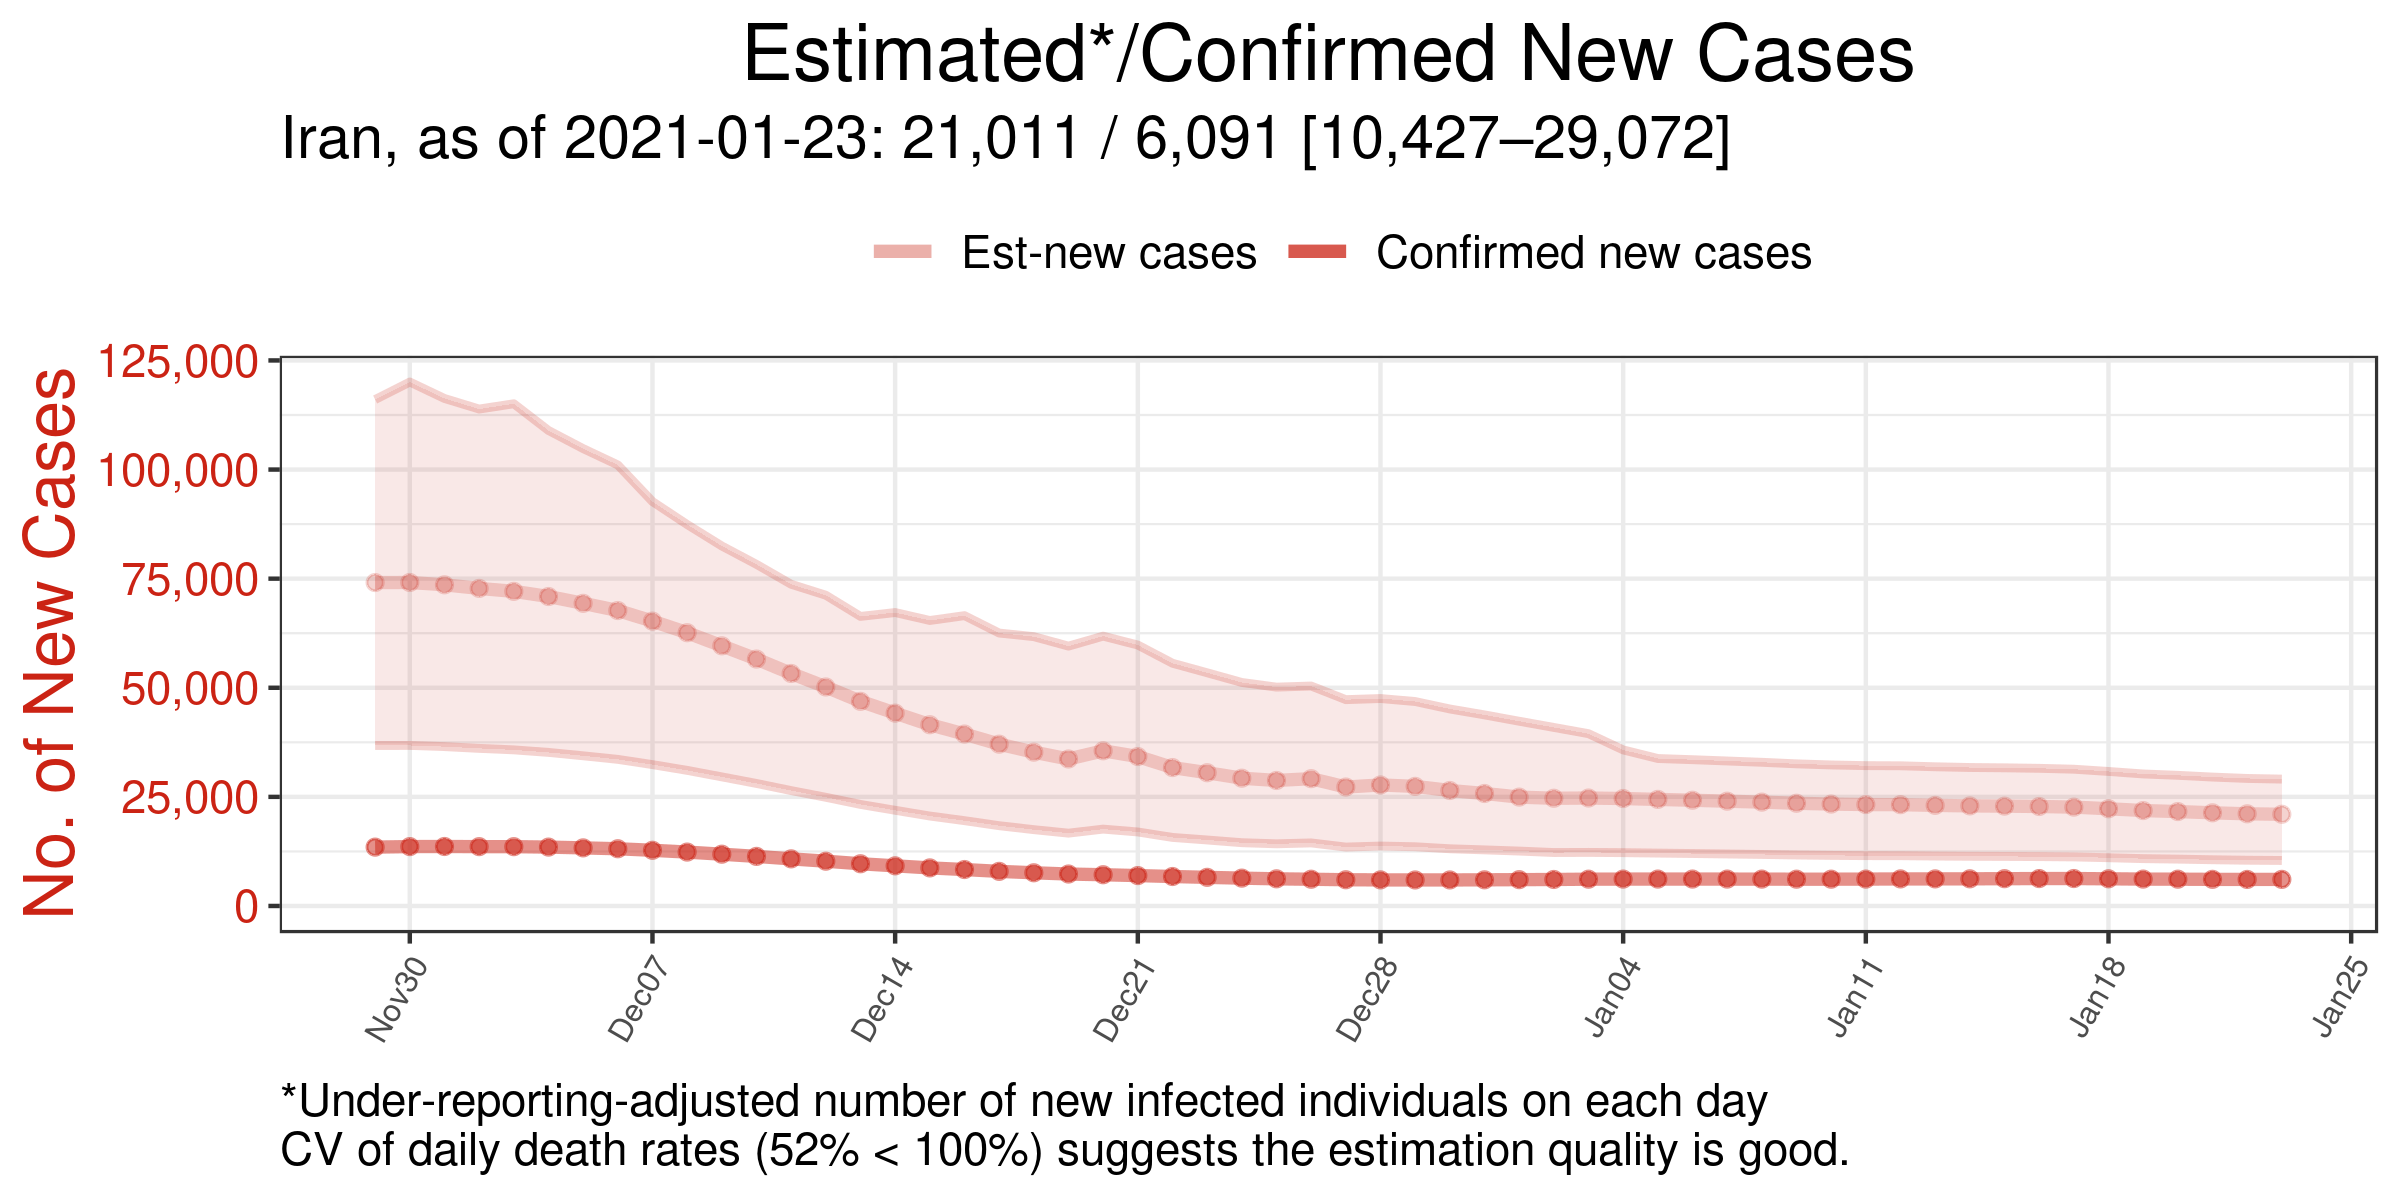 Estimated*/Confirmed New Cases
Iran, as of 2021-01-23: 21,011 / 6,091 [10,427–29,072]
Est-new cases
Confirmed new cases
No. of New Cases
125,000
100,000
75,000
50,000
25,000
0
Nov30
Dec07
Dec14
Dec21
Dec28
Jan04
Jan11
Jan18
Jan25
*Under-reporting-adjusted number of new infected individuals on each day
CV of daily death rates (52% < 100%) suggests the estimation quality is good.